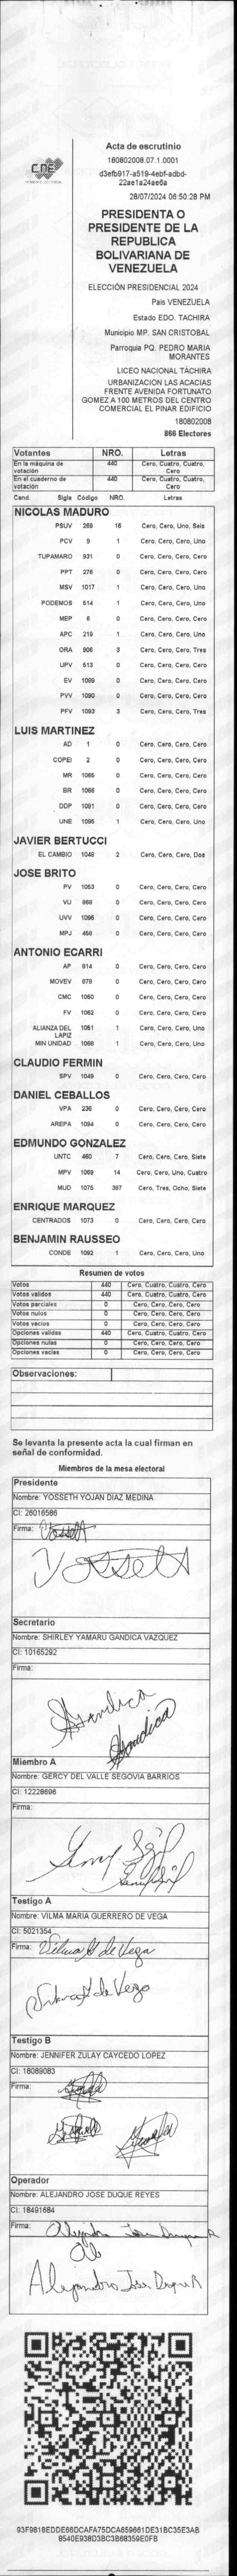 CNE
Acta de escrutinio
180802008.07.1.0001
d3efb917-a519-4ebf-adbd-
22ae1a24ae6a
28/07/2024 06:50:28 PM
PRESIDENTA O
PRESIDENTE DE LA
REPUBLICA
BOLIVARIANA DE
VENEZUELA
ELECCIÓN PRESIDENCIAL 2024
País VENEZUELA
Estado EDO. TACHIRA
Municipio MP. SAN CRISTOBAL
Parroquia PQ. PEDRO MARIA
MORANTES
LICEO NACIONAL TÁCHIRA
URBANIZACION LAS ACACIAS
FRENTE AVENIDA FORTUNATO
GOMEZ A 100 METROS DEL CENTRO
COMERCIAL EL PINAR EDIFICIO
180802008
866 Electores
Votantes NRO. Letras
En la máquina de votación 440 Cero, Cuatro, Cuatro, Cero
En el cuaderno de votación 440 Cero, Cuatro, Cuatro, Cero
Cand. Sigla Código NRO. Letras
NICOLAS MADURO
PSUV 269 16 Cero, Cero, Uno, Seis
PCV 9 1 Cero, Cero, Cero, Uno
TUPAMARO 931 0 Cero, Cero, Cero, Cero
PPT 276 0 Cero, Cero, Cero, Cero
MSV 1017 1 Cero, Cero, Cero, Uno
PODEMOS 514 1 Cero, Cero, Cero, Uno
MEP 6 0 Cero, Cero, Cero, Cero
APC 219 1 Cero, Cero, Cero, Uno
ORA 906 3 Cero, Cero, Cero, Tres
UPV 513 0 Cero, Cero, Cero, Cero
EV 1089 0 Cero, Cero, Cero, Cero
PVV 1090 0 Cero, Cero, Cero, Cero
PFV 1093 3 Cero, Cero, Cero, Tres
LUIS MARTINEZ
AD 1 0 Cero, Cero, Cero, Cero
COPEI 2 0 Cero, Cero, Cero, Cero
MR 1065 0 Cero, Cero, Cero, Cero
BR 1066 0 Cero, Cero, Cero, Cero
DDP 1091 0 Cero, Cero, Cero, Cero
UNE 1095 1 Cero, Cero, Cero, Uno
JAVIER BERTUCCI
EL CAMBIO 1048 2 Cero, Cero, Cero, Dos
JOSE BRITO
PV 1053 0 Cero, Cero, Cero, Cero
VU 868 0 Cero, Cero, Cero, Cero
UVV 1096 0 Cero, Cero, Cero, Cero
MPJ 458 0 Cero, Cero, Cero, Cero
ANTONIO ECARRI
AP 814 0 Cero, Cero, Cero, Cero
MOVEV 878 0 Cero, Cero, Cero, Cero
CMC 1050 0 Cero, Cero, Cero, Cero
FV 1062 0 Cero, Cero, Cero, Cero
ALIANZA DEL LAPIZ 1051 1 Cero, Cero, Cero, Uno
MIN UNIDAD 1068 1 Cero, Cero, Cero, Uno
CLAUDIO FERMIN
SPV 1049 0 Cero, Cero, Cero, Cero
DANIEL CEBALLOS
VPA 236 0 Cero, Cero, Cero, Cero
AREPA 1094 0 Cero, Cero, Cero, Cero
EDMUNDO GONZALEZ
UNTC 460 7 Cero, Cero, Cero, Siete
MPV 1069 14 Cero, Cero, Uno, Cuatro
MUD 1075 387 Cero, Tres, Ocho, Siete
ENRIQUE MARQUEZ
CENTRADOS 1073 0 Cero, Cero, Cero, Cero
BENJAMIN RAUSSEO
CONDE 1092 1 Cero, Cero, Cero, Uno
Resumen de votos
Votos 440 Cero, Cuatro, Cuatro, Cero
Votos validos 440 Cero, Cuatro, Cuatro, Cero
Votos parciales 0 Cero, Cero, Cero, Cero
Votos nulos 0 Cero, Cero, Cero, Cero
Votos vacios 0 Cero, Cero, Cero, Cero
Opciones validas 440 Cero, Cuatro, Cuatro, Cero
Opciones nulas 0 Cero, Cero, Cero, Cero
Opciones vacias 0 Cero, Cero, Cero, Cero
Observaciones:
Se levanta la presente acta la cual firman en
señal de conformidad.
Miembros de la mesa electoral
Presidente
Nombre: YOSSETH YOJAN DIAZ MEDINA
CI: 26016586
Firma: Yosseth
Yosseth
Secretario
Nombre: SHIRLEY YAMARU GANDICA VAZQUEZ
CI: 10165292
Firma:
Gandica
Gandica
Miembro A
Nombre: GERCY DEL VALLE SEGOVIA BARRIOS
CI: 12228696
Firma:
Testigo A
Nombre: VILMA MARIA GUERRERO DE VEGA
CI: 5021354
Firma: Vilma G de Vega
Vilma G de Vega
Testigo B
Nombre: JENNIFER ZULAY CAYCEDO LOPEZ
CI: 18089083
Firma:
Operador
Nombre: ALEJANDRO JOSE DUQUE REYES
CI: 18491684
Firma: Alejandro Jose Duque R
Alejandro Jose Duque R
93F9818EDDE66DCAFA75DCA659661DE31BC35E3AB
8540E938D3BC3B68359E0FB